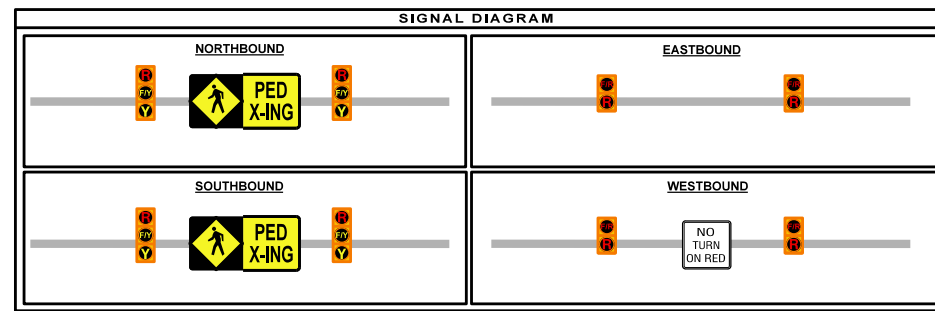 SIGNAL DIAGRAM
NORTHBOUND
R
F/Y
Y
PED
X-ING
R
F/Y
Y
EASTBOUND
F/R
R
F/R
R
SOUTHBOUND
R
F/Y
Y
PED
X-ING
R
F/Y
Y
WESTBOUND
F/R
R
NO
TURN
ON RED
F/R
R